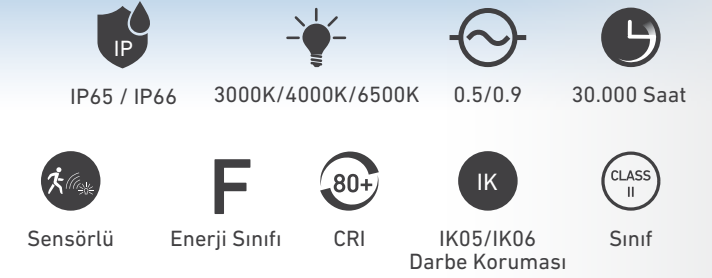 IP
IP65 / IP66
3000K/4000K/6500K
0.5/0.9
30.000 Saat
F
80+
IK
CLASS
II
Sensörlü
Enerji Sınıfı
CRI
IK05/IK06
Darbe Koruması
Sınıf